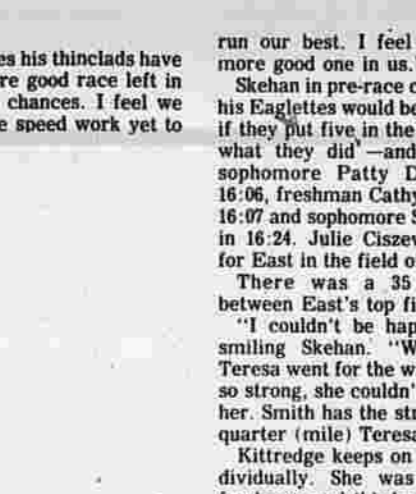 es his thinclads have
re good race left in
chances. I feel we
e speed work yet to
run our best. I feel
more good one in us.
Skehan in pre-race c
his Eaglettes would be
if they put five in the
what they did —and
sophomore Patty D
16:06, freshman Cathy
16:07 and sophomore S
in 16:24. Julie Ciszew
for East in the field o
There was a 35
between East's top fi
"I couldn't be hap
smiling Skehan. "W
Teresa went for the w
so strong, she couldn'
her. Smith has the str
quarter (mile) Teresa
Kittredge keeps on
dividually. She was